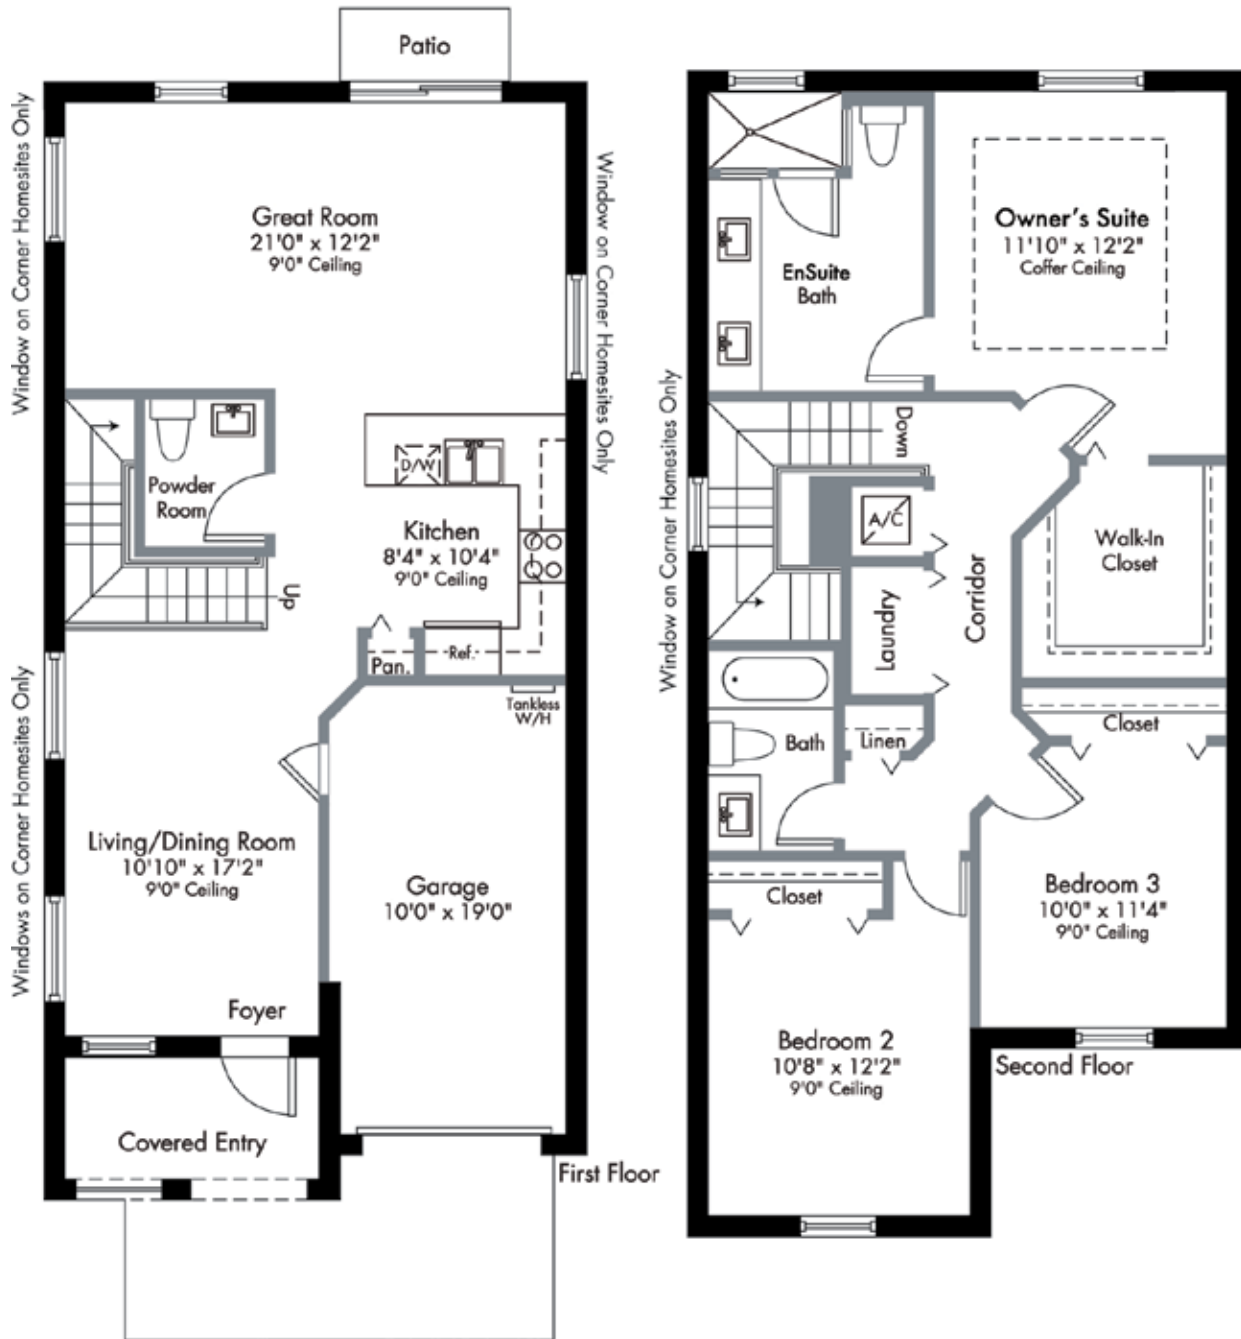 Patio
Window on Corner Homesites Only
Great Room
21'0" x 12'2"
9'0" Ceiling
Window on Corner Homesites Only
Powder
Room
D/W
Kitchen
8'4" x 10'4"
9'0" Ceiling
Up
Pan.
Ref.
Tankless
W/H
Windows on Corner Homesites Only
Living/Dining Room
10'10" x 17'2"
9'0" Ceiling
Garage
10'0" x 19'0"
Foyer
Covered Entry
First Floor
Owner's Suite
11'10" x 12'2"
Coffer Ceiling
EnSuite
Bath
Window on Corner Homesites Only
Down
A/C
Walk-In
Closet
Laundry
Corridor
Closet
Bath
Linen
Closet
Bedroom 3
10'0" x 11'4"
9'0" Ceiling
Bedroom 2
10'8" x 12'2"
9'0" Ceiling
Second Floor